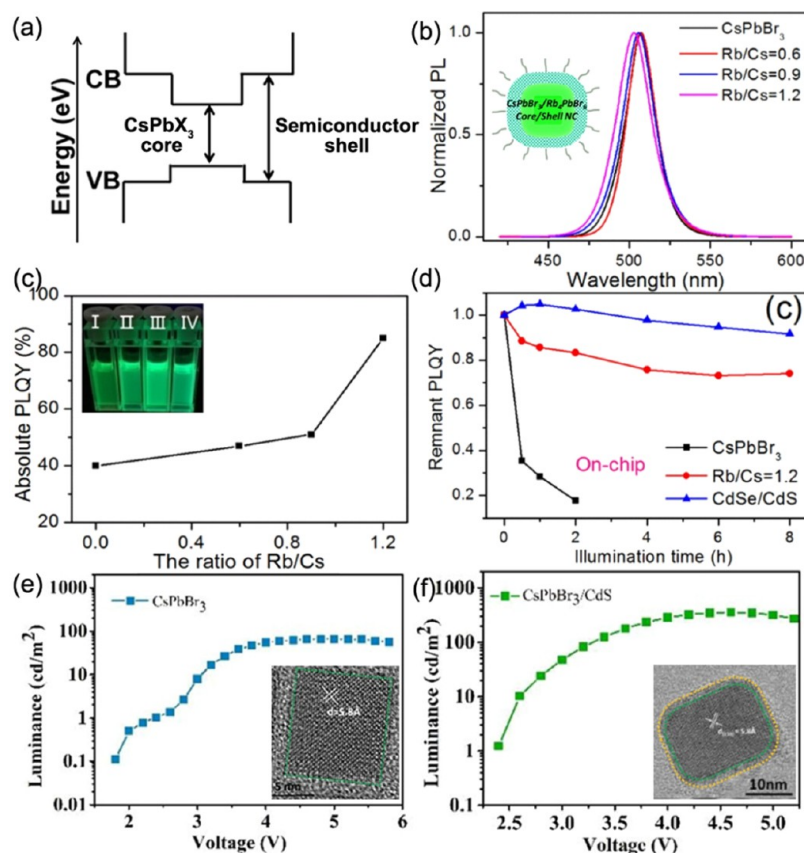 (a)
Energy (eV)
CB
VB
CsPbX₃
core
Semiconductor
shell
(b)
Normalized PL
1.0
0.5
0.0
CsPbBr₃/Rb₄PbBr₆
Core/Shell NC
CsPbBr₃
Rb/Cs=0.6
Rb/Cs=0.9
Rb/Cs=1.2
450 500 550 600
Wavelength (nm)
(c)
Absolute PLQY (%)
100
80
60
40
20
I II III IV
0.0 0.4 0.8 1.2
The ratio of Rb/Cs
(d)
(c)
Remnant PLQY
1.0
0.8
0.6
0.4
0.2
On-chip
CsPbBr₃
Rb/Cs=1.2
CdSe/CdS
0 2 4 6 8
Illumination time (h)
(e)
Luminance (cd/m²)
1000
100
10
1
0.1
0.01
CsPbBr₃
d=5.8Å
5 nm
2 3 4 5 6
Voltage (V)
(f)
Luminance (cd/m²)
1000
100
10
1
0.1
CsPbBr₃/CdS
=5.8Å
10nm
2.5 3.0 3.5 4.0 4.5 5.0
Voltage (V)